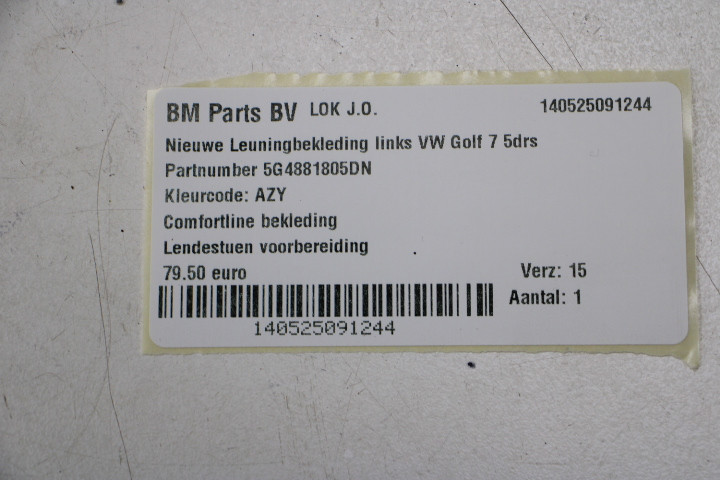 BM Parts BV LOK J.O. 140525091244
Nieuwe Leuningbekleding links VW Golf 7 5drs
Partnumber 5G4881805DN
Kleurcode: AZY
Comfortline bekleding
Lendestuen voorbereiding
79.50 euro Verz: 15
Aantal: 1
140525091244